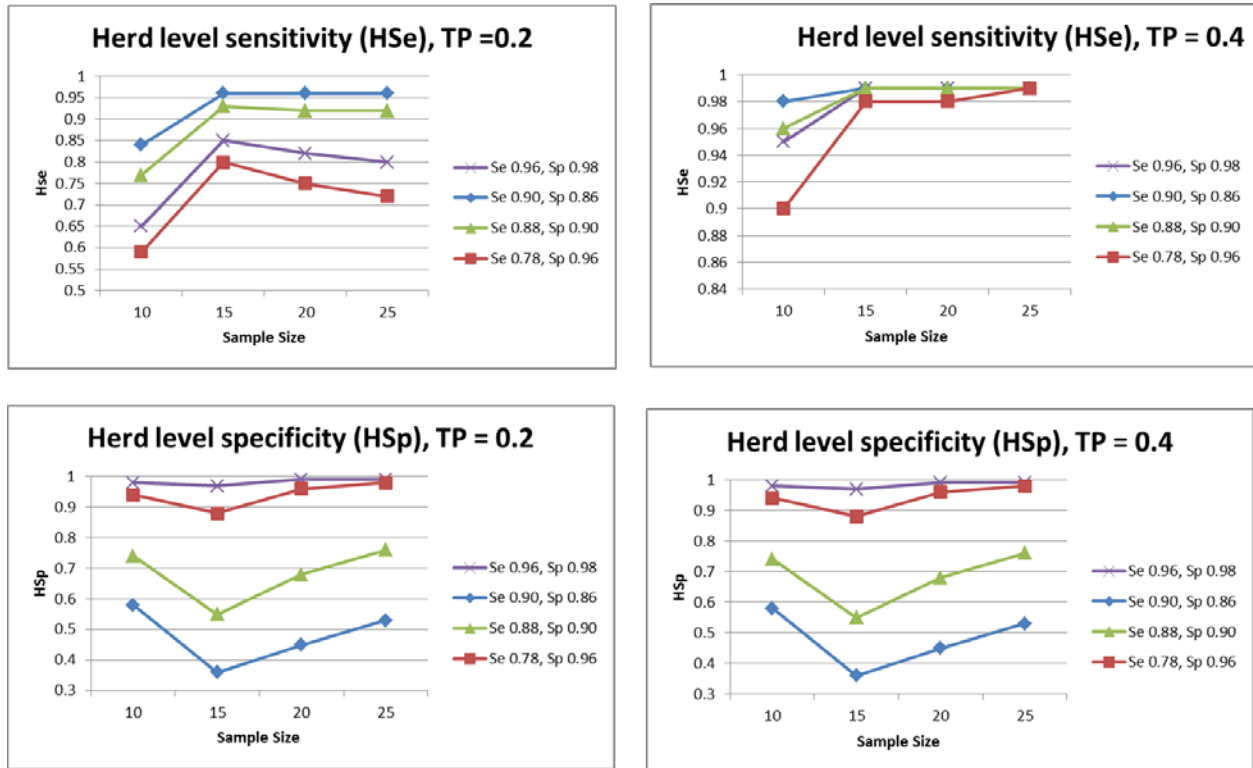 Herd level sensitivity (HSe), TP =0.2
1
0.95
0.9
0.85
0.8
0.75
0.7
0.65
0.6
0.55
0.5
HSe
10 15 20 25
Sample Size
Se 0.96, Sp 0.98
Se 0.90, Sp 0.86
Se 0.88, Sp 0.90
Se 0.78, Sp 0.96
Herd level sensitivity (HSe), TP = 0.4
1
0.98
0.96
0.94
0.92
0.9
0.88
0.86
0.84
HSe
10 15 20 25
Sample Size
Se 0.96, Sp 0.98
Se 0.90, Sp 0.86
Se 0.88, Sp 0.90
Se 0.78, Sp 0.96
Herd level specificity (HSp), TP = 0.2
1
0.9
0.8
0.7
0.6
0.5
0.4
0.3
HSp
10 15 20 25
Sample Size
Se 0.96, Sp 0.98
Se 0.90, Sp 0.86
Se 0.88, Sp 0.90
Se 0.78, Sp 0.96
Herd level specificity (HSp), TP = 0.4
1
0.9
0.8
0.7
0.6
0.5
0.4
0.3
HSp
10 15 20 25
Sample Size
Se 0.96, Sp 0.98
Se 0.90, Sp 0.86
Se 0.88, Sp 0.90
Se 0.78, Sp 0.96